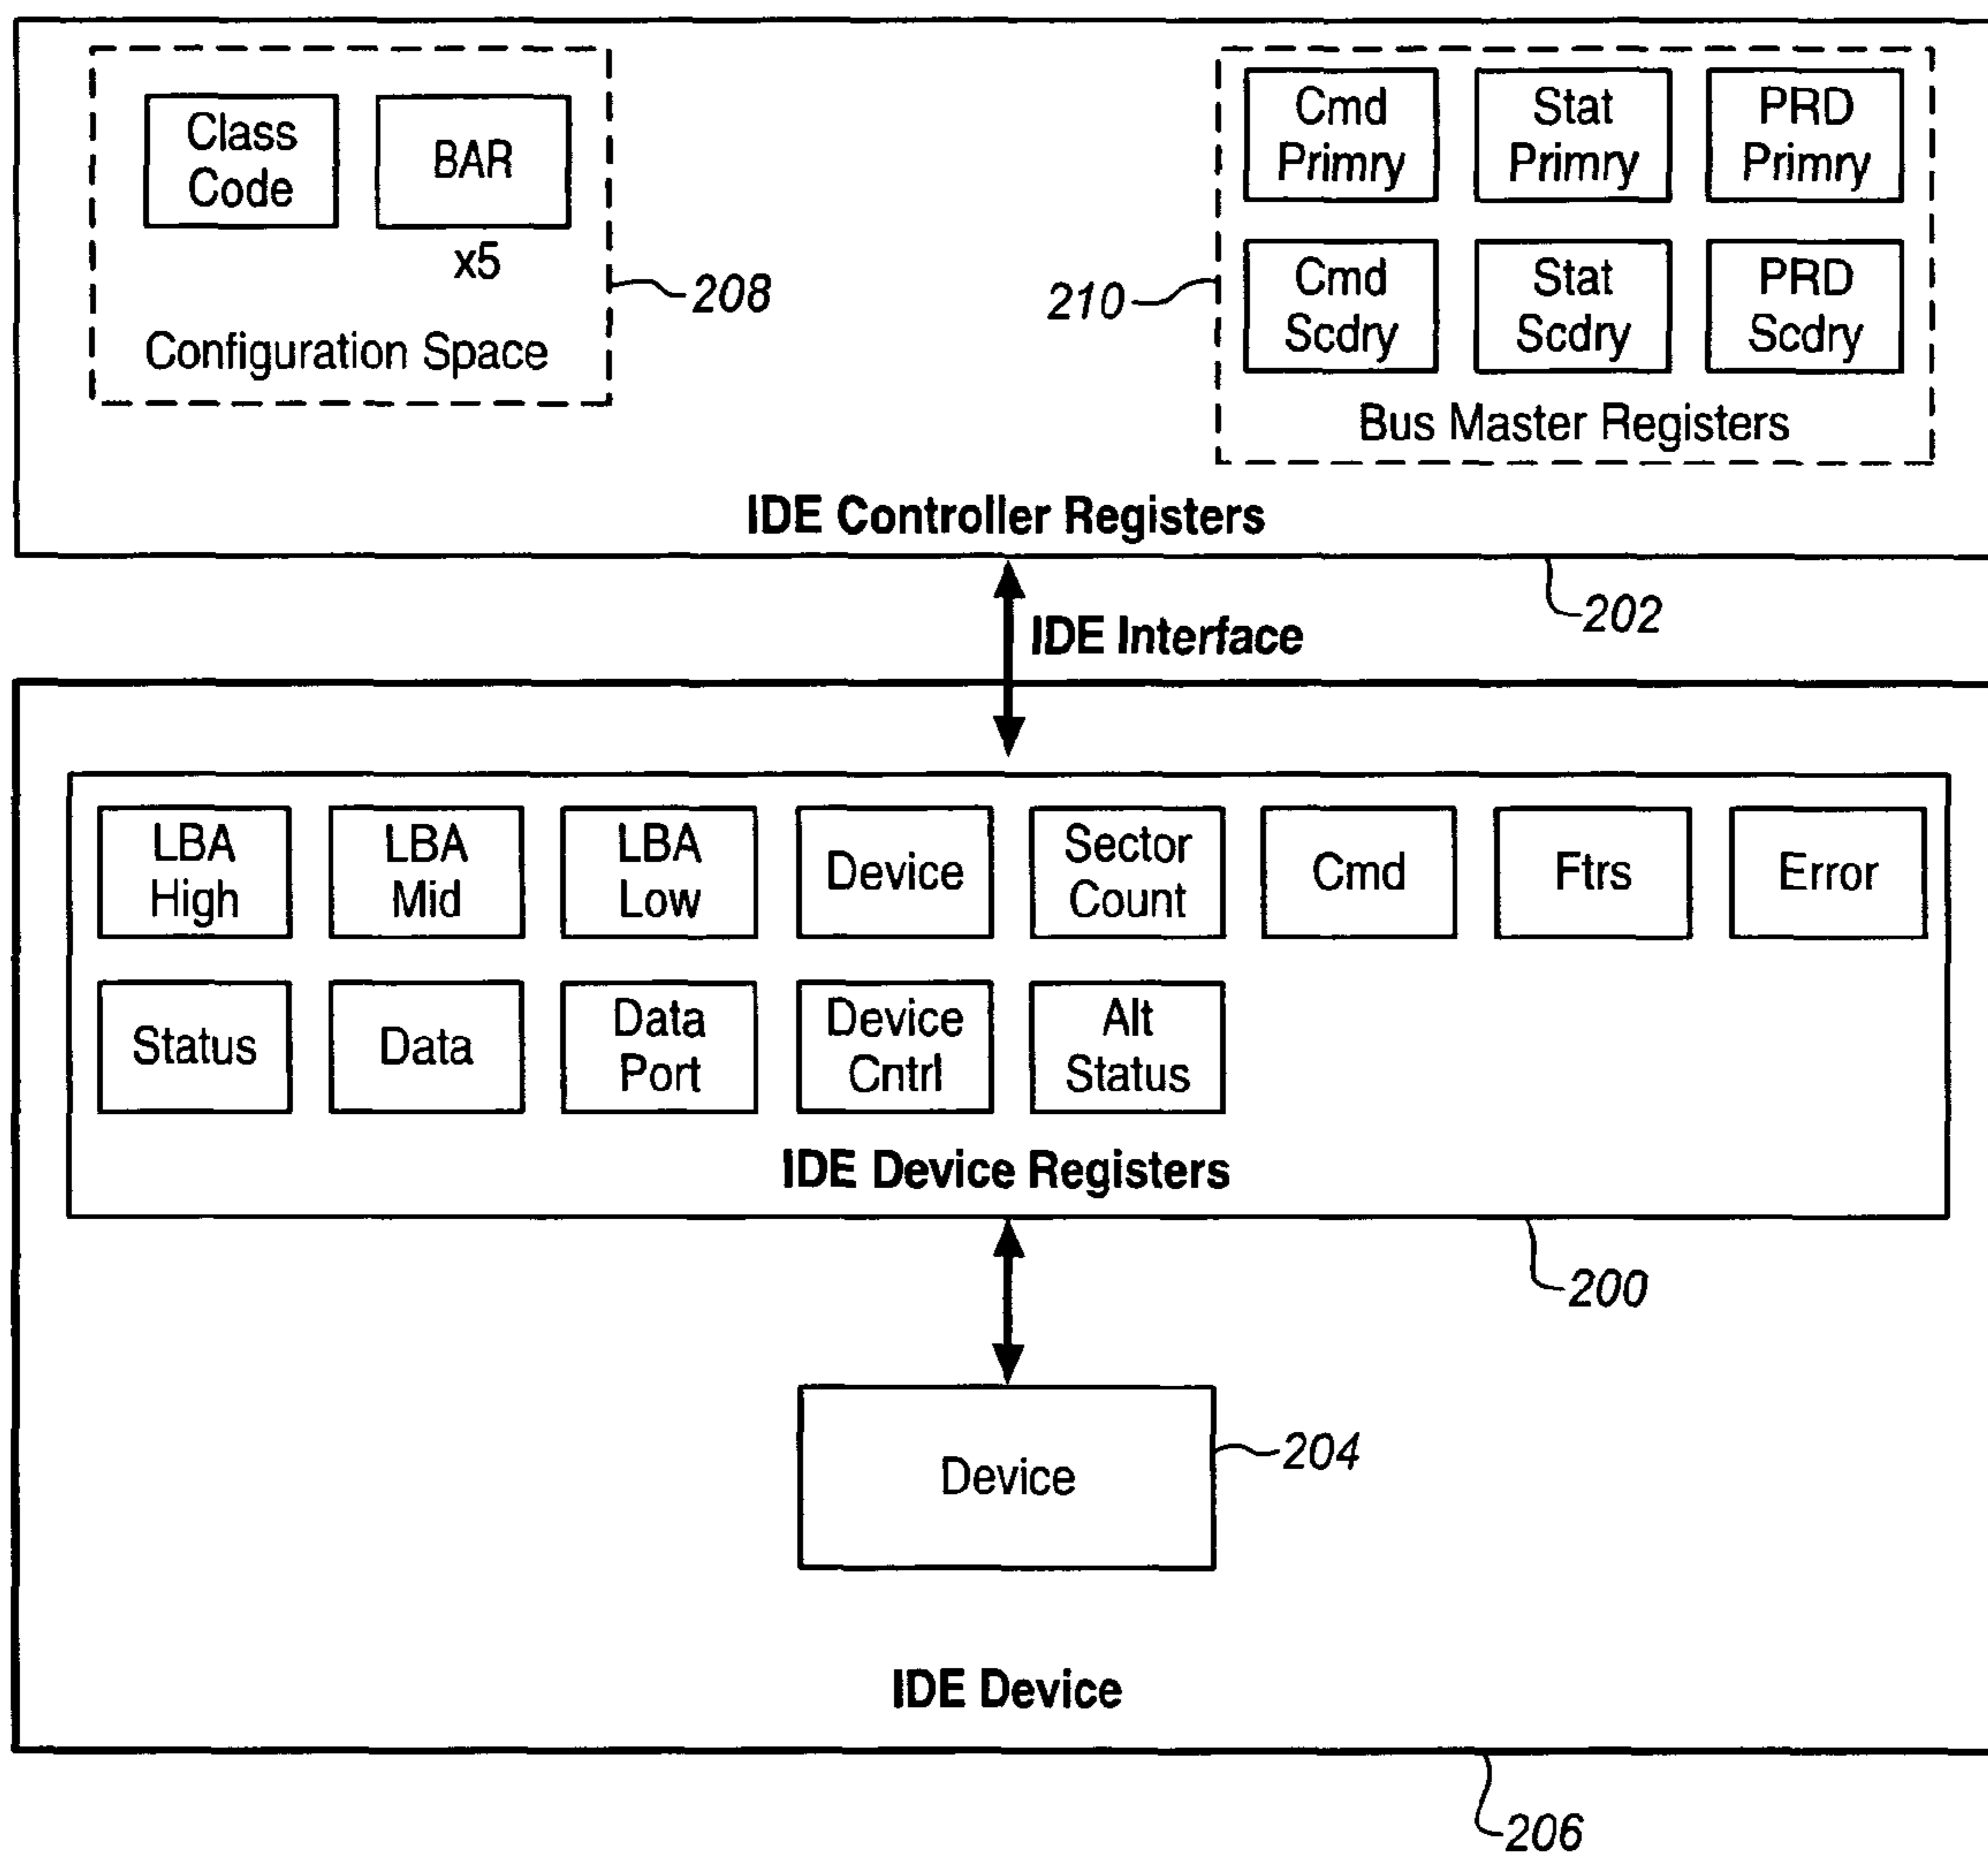 Class
Code
BAR
x5
Configuration Space
208
Cmd
Primry
Stat
Primry
PRD
Primry
210
Cmd
Scdry
Stat
Scdry
PRD
Scdry
Bus Master Registers
IDE Controller Registers
202
IDE Interface
LBA
High
LBA
Mid
LBA
Low
Device
Sector
Count
Cmd
Ftrs
Error
Status
Data
Data
Port
Device
Cntrl
Alt
Status
IDE Device Registers
200
Device
204
IDE Device
206